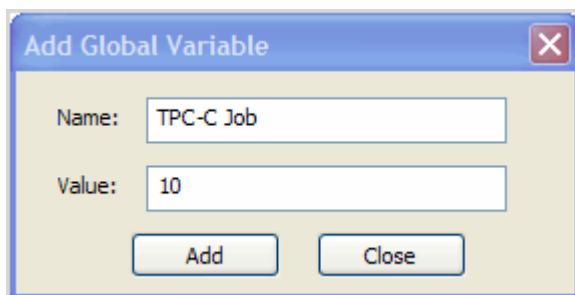 Add Global Variable
Name: TPC-C Job
Value: 10
Add Close